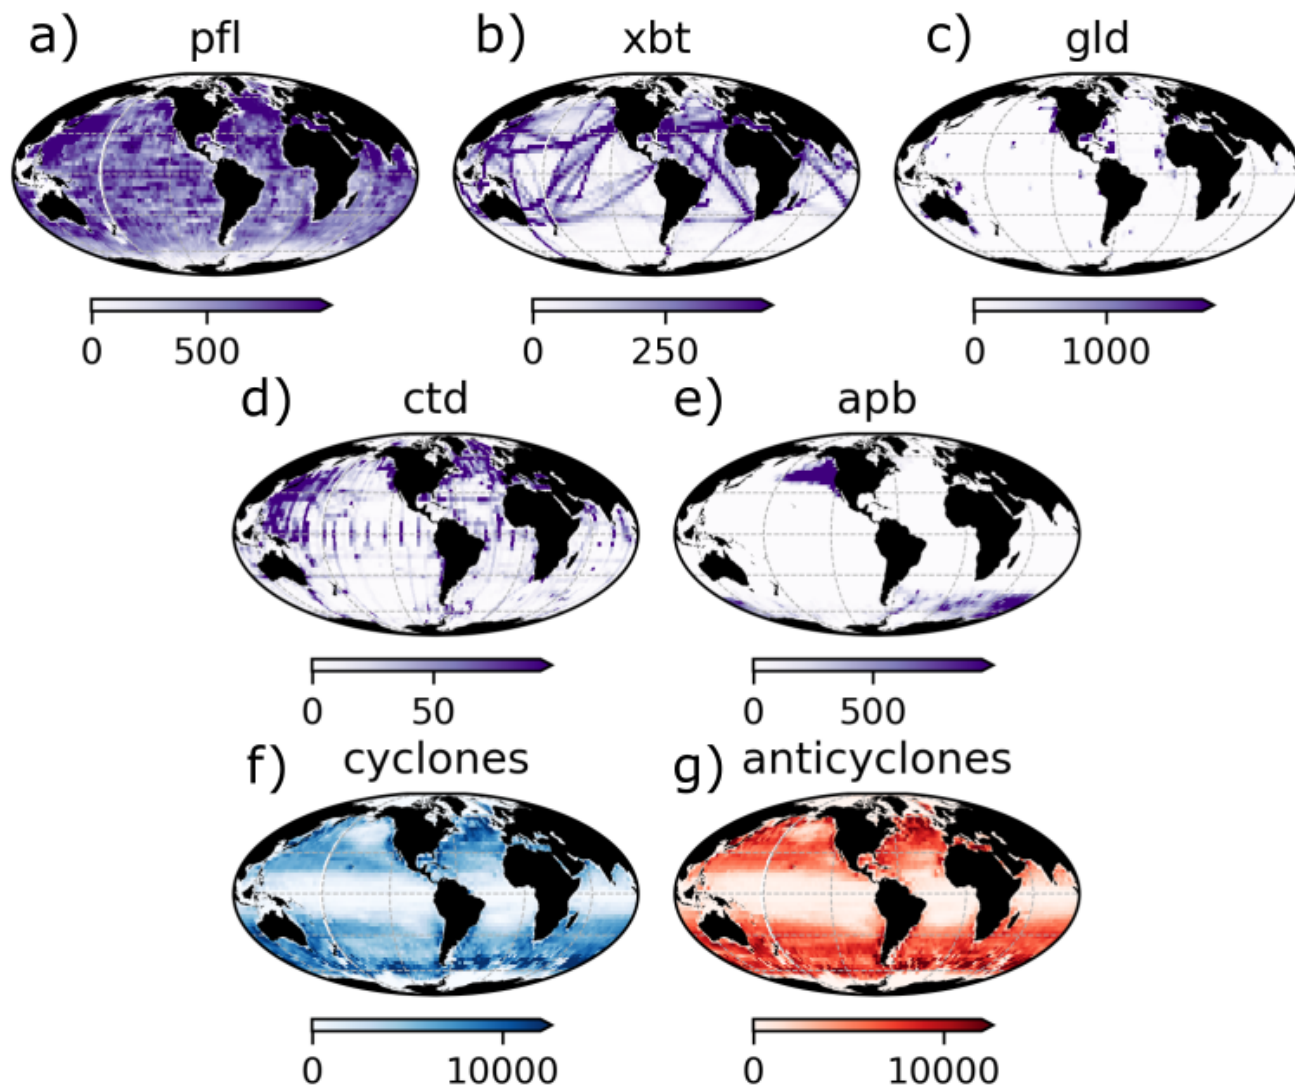 a) pfl
b) xbt
c) gld
0 500
0 250
0 1000
d) ctd
e) apb
0 50
0 500
f) cyclones
g) anticyclones
0 10000
0 10000